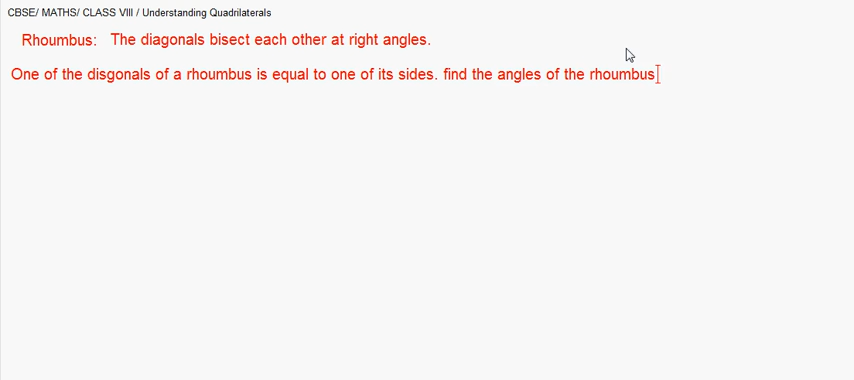 CBSE/ MATHS/ CLASS VIII / Understanding Quadrilaterals
Rhoumbus: The diagonals bisect each other at right angles.
One of the disgonals of a rhoumbus is equal to one of its sides. find the angles of the rhoumbus